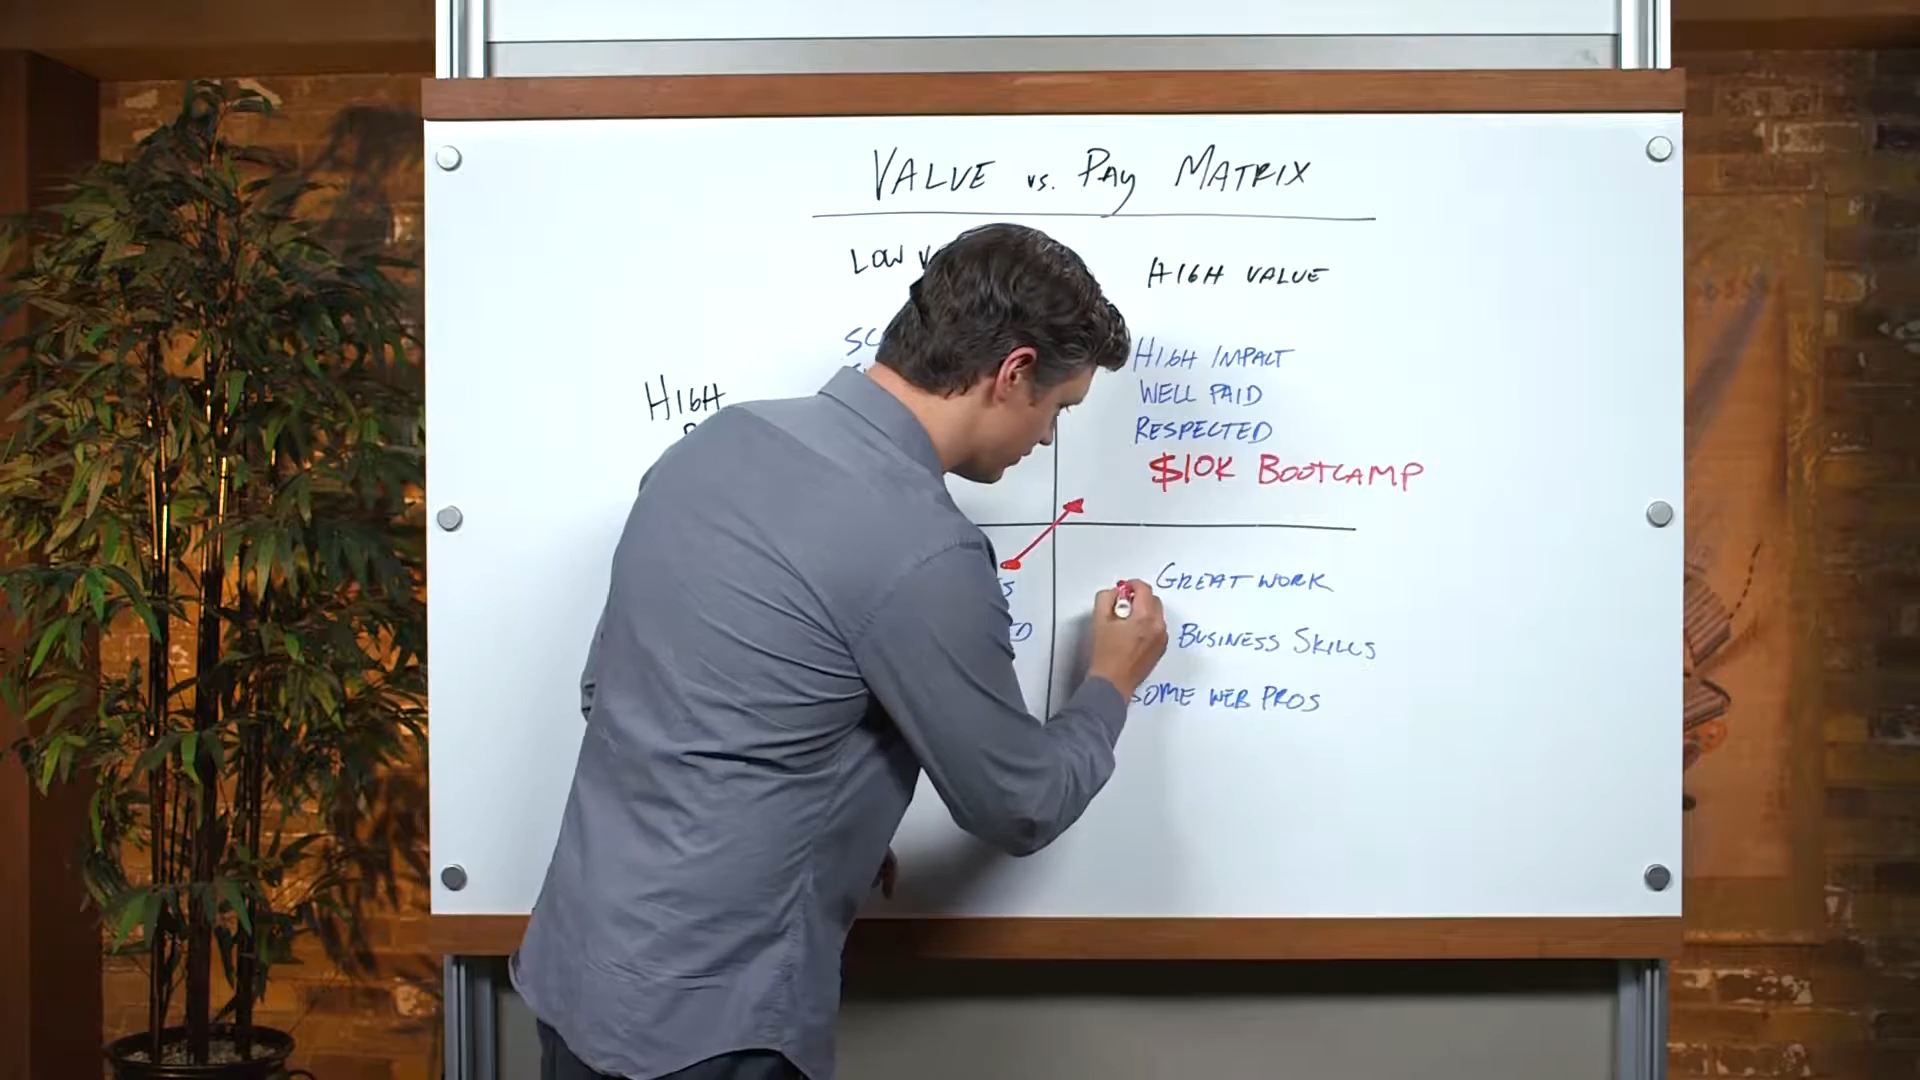 VALUE vs. PAY MATRIX
LOW
HIGH VALUE
HIGH
HIGH IMPACT
WELL PAID
RESPECTED
$10K BOOTCAMP
GREAT WORK
BUSINESS SKILLS
SOME WEB PROS